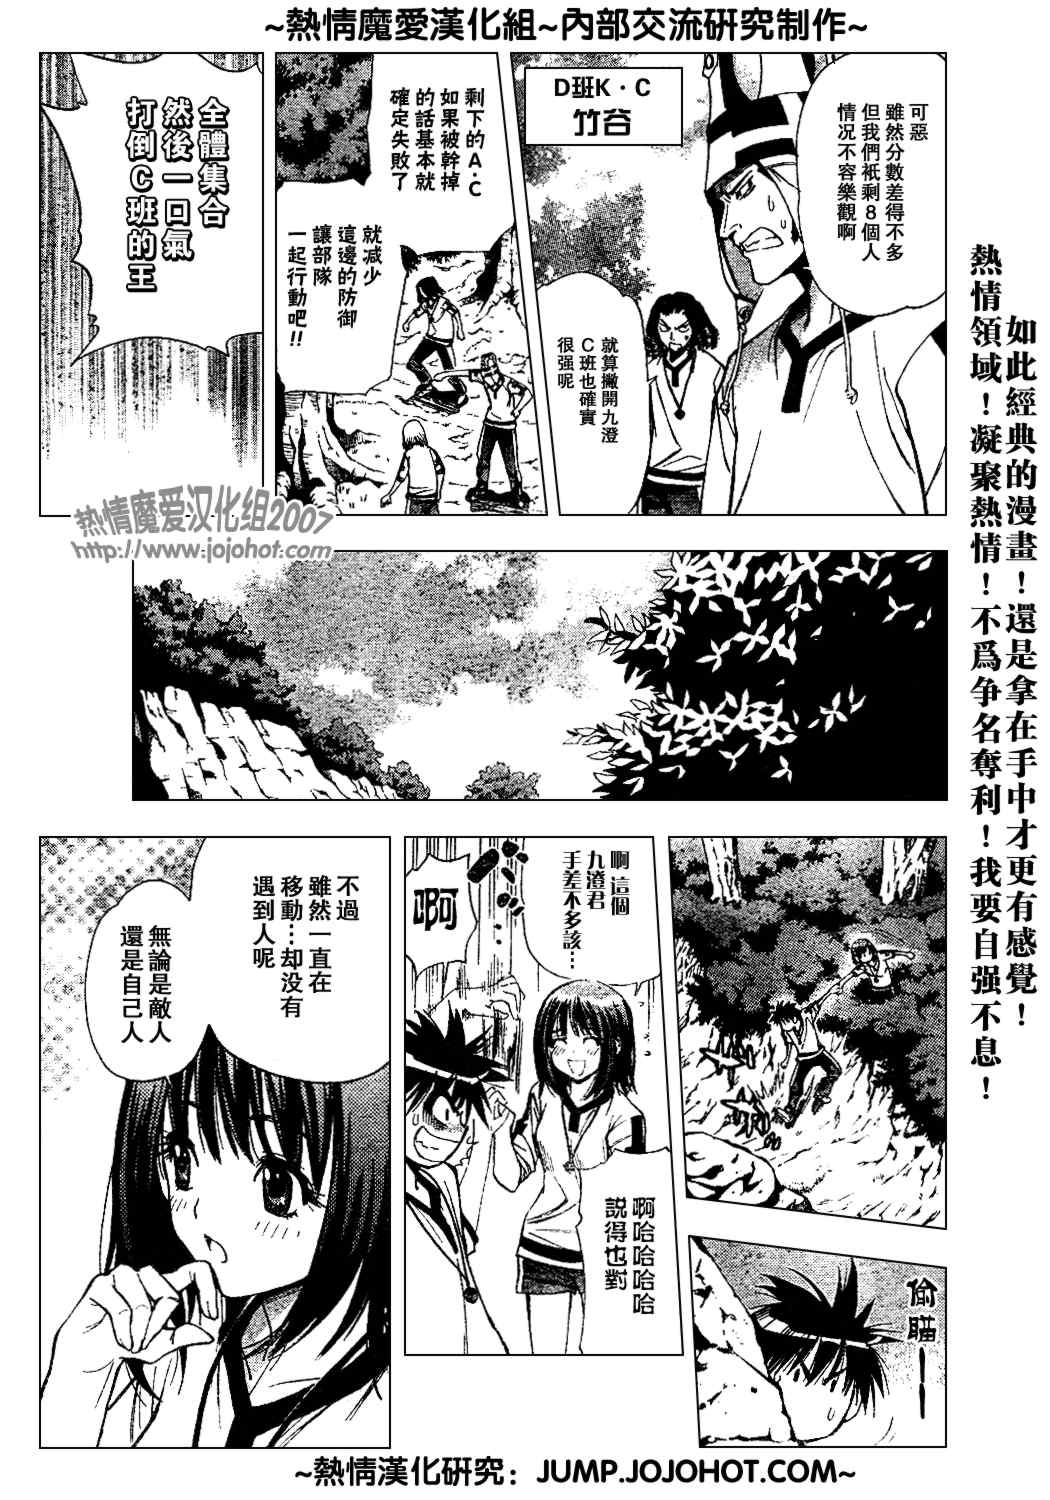 ~熱情魔愛漢化組~內部交流研究制作~
可惡
雖然分數差得不多
但我們祇剩8個人
情况不容樂觀啊
D班K・C
竹谷
就算撇開九澄
C班也確實
很强呢
剩下的A・C
如果被幹掉
的話基本就
確定失敗了
就减少
這邊的防御
讓部隊
一起行動吧!!
全體集合
然後一口氣
打倒C班的王
熱情魔爱汉化组2007
http://www.jojohot.com
如此經典的漫畫！還是拿在手中才更有感覺！
熱情領域！凝聚熱情！不爲争名奪利！我要自强不息！
偷瞄——
啊 這個
九澄君
手差不多該…
啊
啊哈哈哈哈
說得也對
不過
雖然一直在
移動…却没有
遇到人呢
無論是敵人
還是自己人
~熱情漢化研究：JUMP.JOJOHOT.COM~